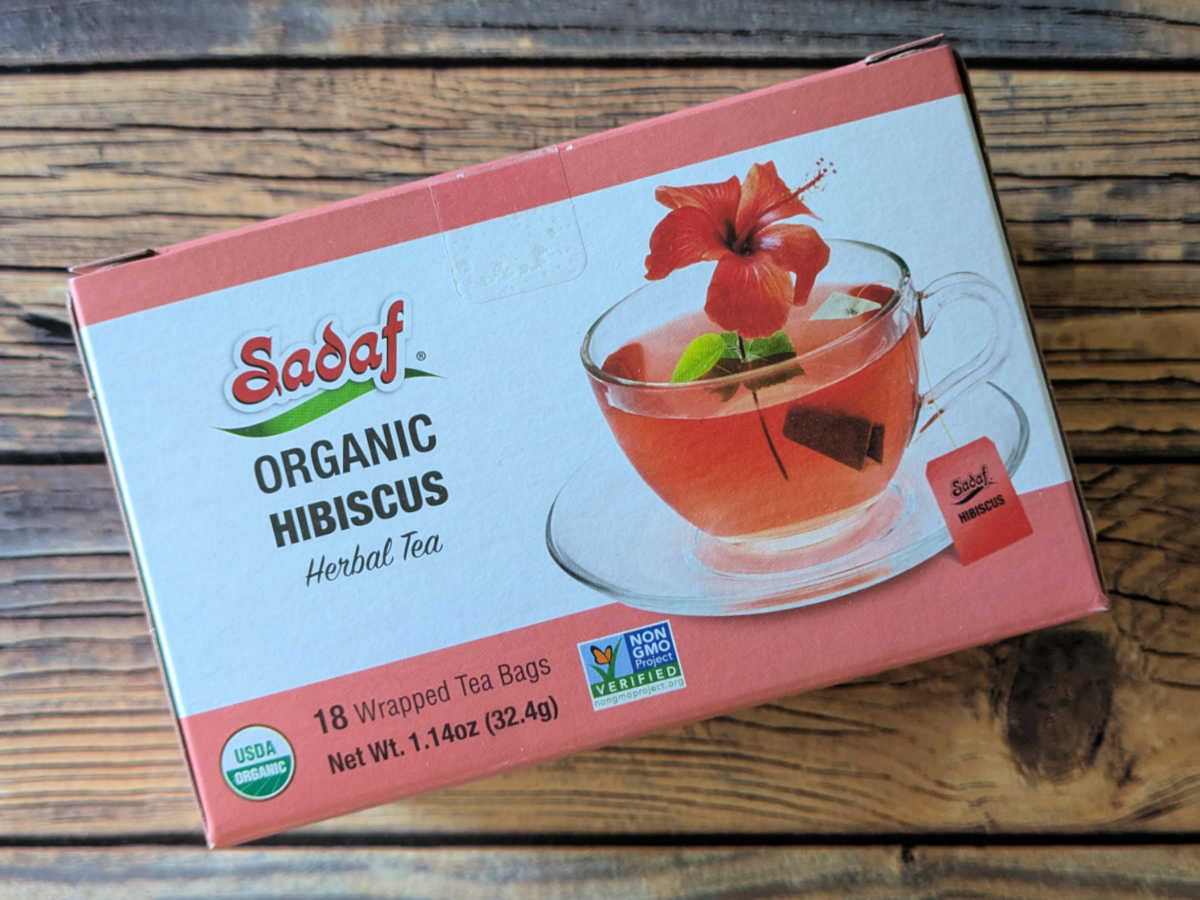 Sadaf®
ORGANIC
HIBISCUS
Herbal Tea
Sadaf
HIBISCUS
18 Wrapped Tea Bags
Net Wt. 1.14oz (32.4g)
NON
GMO
Project
VERIFIED
nongmoproject.org
USDA
ORGANIC